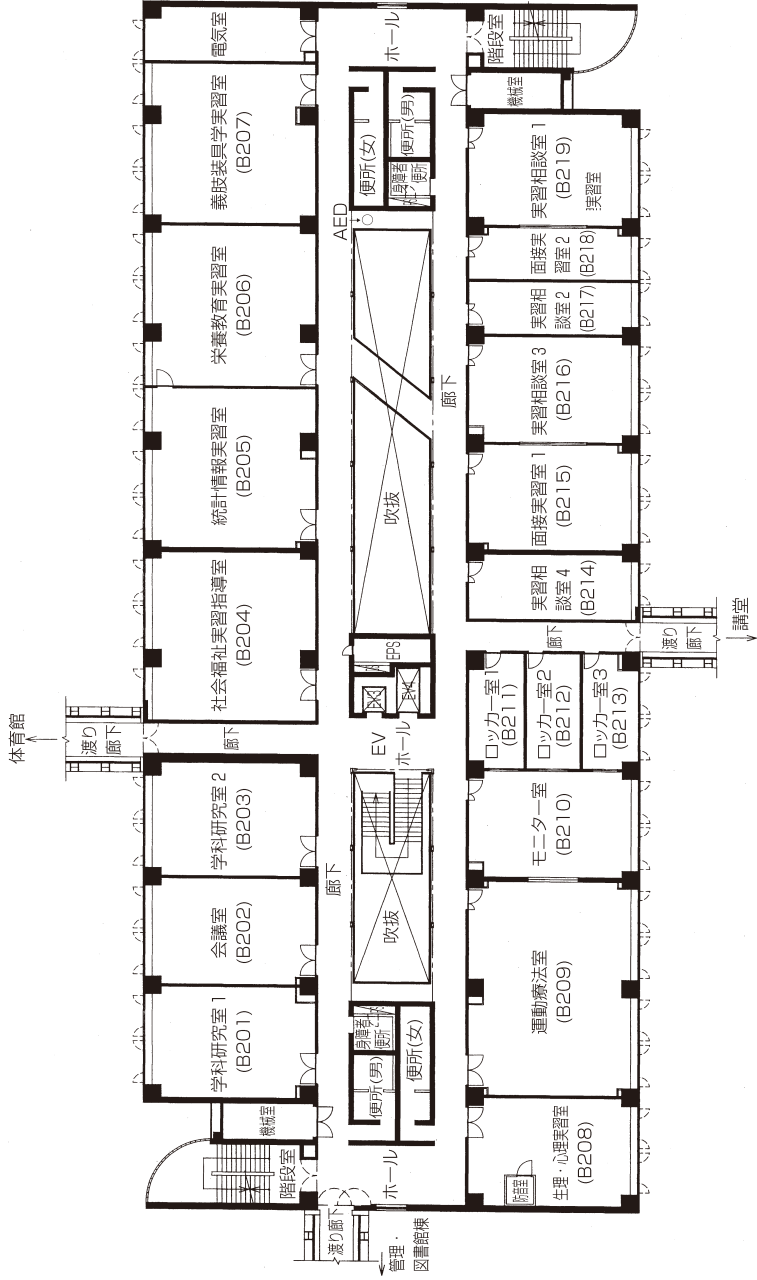 体育館
渡り
廊下
廊下
学科研究室1
(B201)
会議室
(B202)
学科研究室2
(B203)
社会福祉実習指導室
(B204)
統計情報実習室
(B205)
栄養教育実習室
(B206)
義肢装具学実習室
(B207)
電気室
機械室
階段室
渡り廊下
管理・
図書館棟
ホール
便所(男)
便所(女)
身障者
便所
吹抜
廊下
EV
ホール
EV3
EV4
EPS
吹抜
廊下
AED
便所(女)
便所(男)
身障者
便所
ホール
階段室
機械室
防音室
生理・心理実習室
(B208)
運動療法室
(B209)
モニター室
(B210)
ロッカー室1
(B211)
ロッカー室2
(B212)
ロッカー室3
(B213)
廊下
渡り
廊下
講堂
実習相
談室4
(B214)
面接実習室1
(B215)
実習相談室3
(B216)
実習相
談室2
(B217)
面接実
習室2
(B218)
実習相談室1
(B219)
実習室